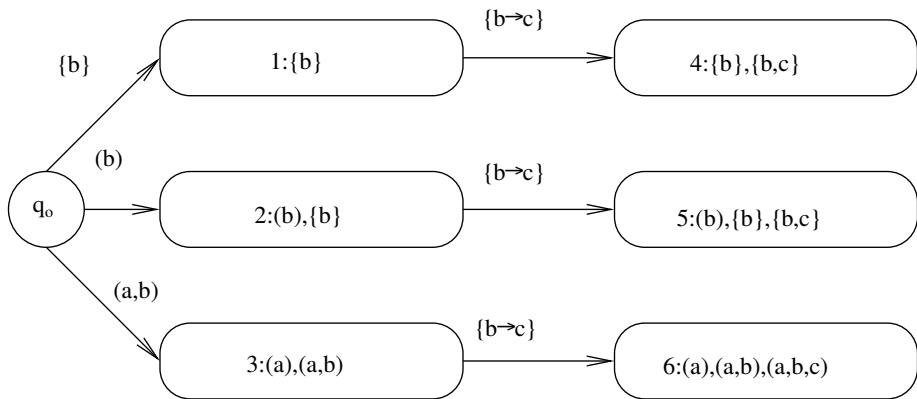 {b}
1:{b}
{b→c}
4:{b},{b,c}
(b)
q₀
2:(b),{b}
{b→c}
5:(b),{b},{b,c}
(a,b)
3:(a),(a,b)
{b→c}
6:(a),(a,b),(a,b,c)